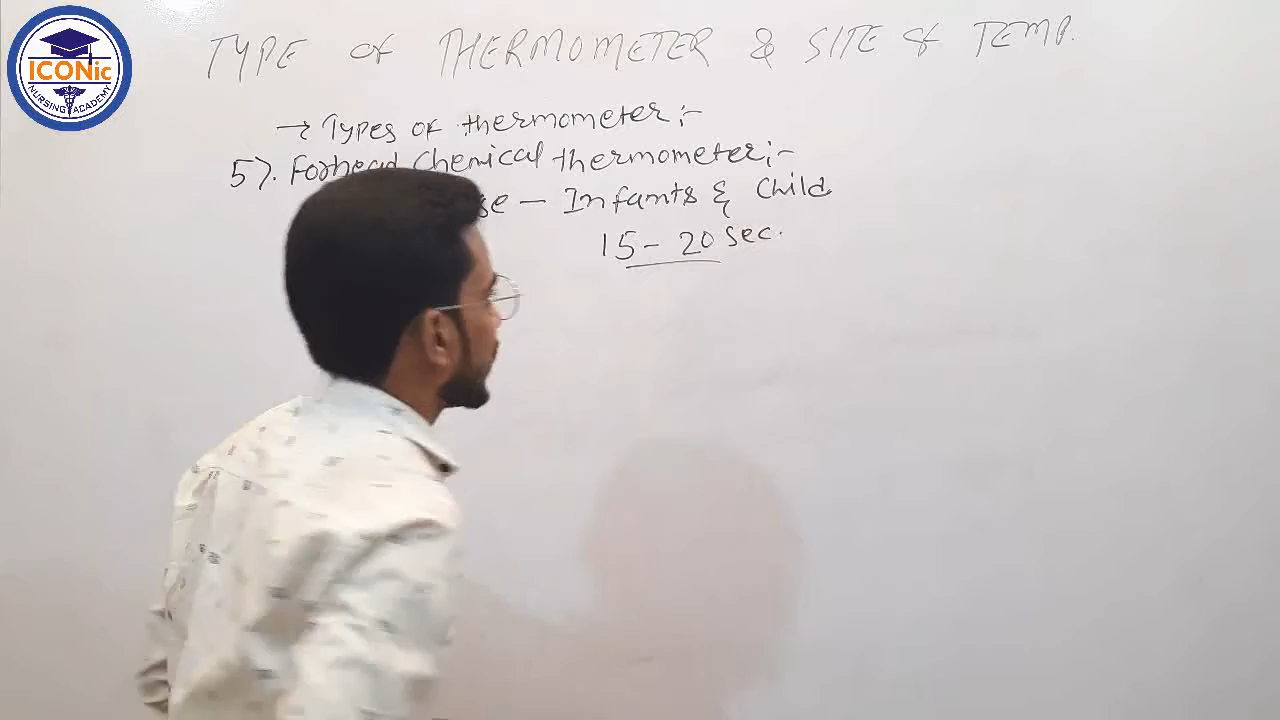 ICONic
NURSING ACADEMY
TYPE of THERMOMETER & SITE of TEMP.
→ Types of thermometer :-
5). Forhead Chemical thermometer :-
se — Infants & Child
15 - 20 Sec.